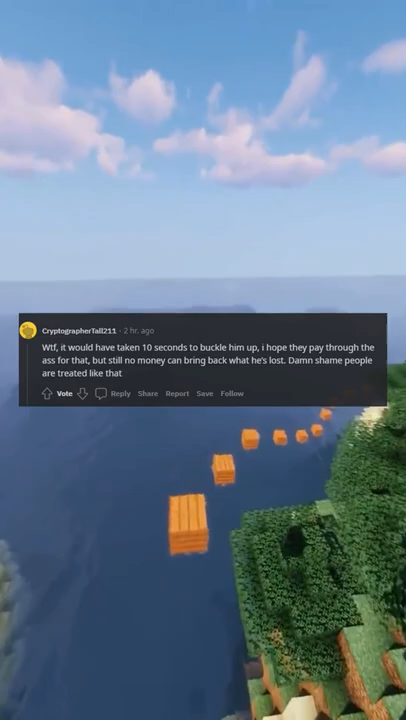 CryptographerTall211 · 2 hr. ago
Wtf, it would have taken 10 seconds to buckle him up, i hope they pay through the
ass for that, but still no money can bring back what he's lost. Damn shame people
are treated like that
Vote Reply Share Report Save Follow